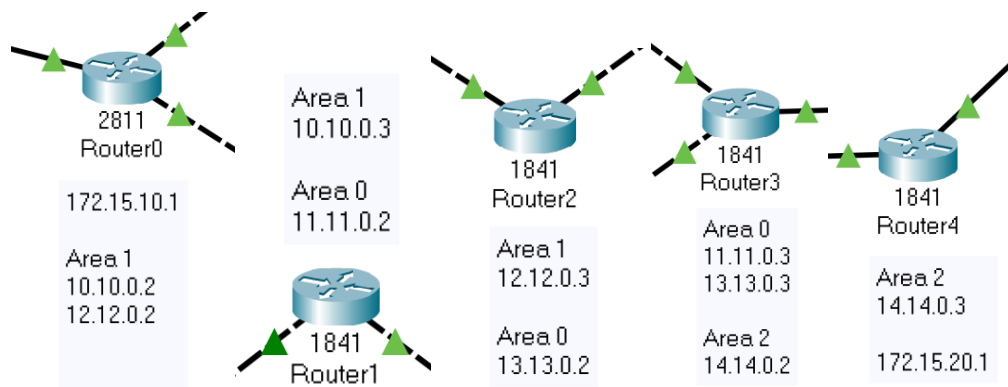 2811
Router0
172.15.10.1
Area 1
10.10.0.2
12.12.0.2
Area 1
10.10.0.3
Area 0
11.11.0.2
1841
Router1
1841
Router2
Area 1
12.12.0.3
Area 0
13.13.0.2
1841
Router3
Area 0
11.11.0.3
13.13.0.3
Area 2
14.14.0.2
1841
Router4
Area 2
14.14.0.3
172.15.20.1